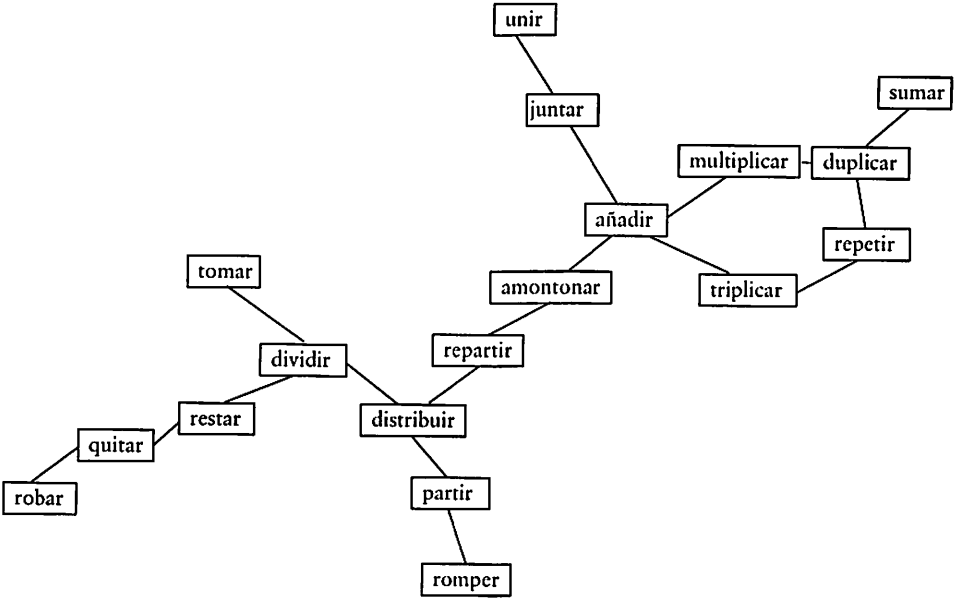 unir
sumar
juntar
multiplicar
duplicar
añadir
repetir
tomar
amontonar
triplicar
repartir
dividir
restar
distribuir
quitar
robar
partir
romper